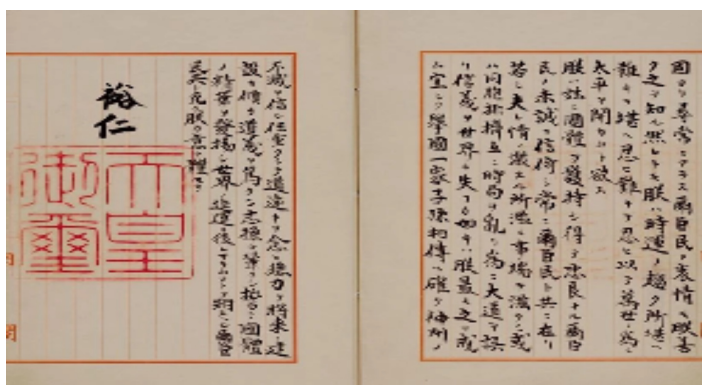 固ヨリ尋常ニアラス爾臣民ノ衷情モ朕善
ク之ヲ知ル然レトモ朕ハ時運ノ趨ク所堪ヘ
難キヲ堪ヘ忍ヒ難キヲ忍ヒ以テ萬世ノ爲ニ
太平ヲ開カムト欲ス
朕ハ茲ニ國體ヲ護持シ得テ忠良ナル爾臣
民ノ赤誠ニ信倚シ常ニ爾臣民ト共ニ在リ
若シ夫レ情ノ激スル所濫ニ事端ヲ滋クシ或
ハ同胞排擠互ニ時局ヲ亂リ爲ニ大道ヲ誤
リ信義ヲ世界ニ失フカ如キハ朕最モ之ヲ戒
ム宜シク擧國一家子孫相傳ヘ確ク神州ノ
不滅ヲ信シ任重クシテ道遠キヲ念ヒ總力ヲ將來ノ建
設ニ傾ケ道義ヲ篤クシ志操ヲ鞏クシ誓テ國體
ノ精華ヲ發揚シ世界ノ進運ニ後レサラムコトヲ期スヘシ爾臣
民其レ克ク朕カ意ヲ體セヨ
裕仁
天皇
御璽